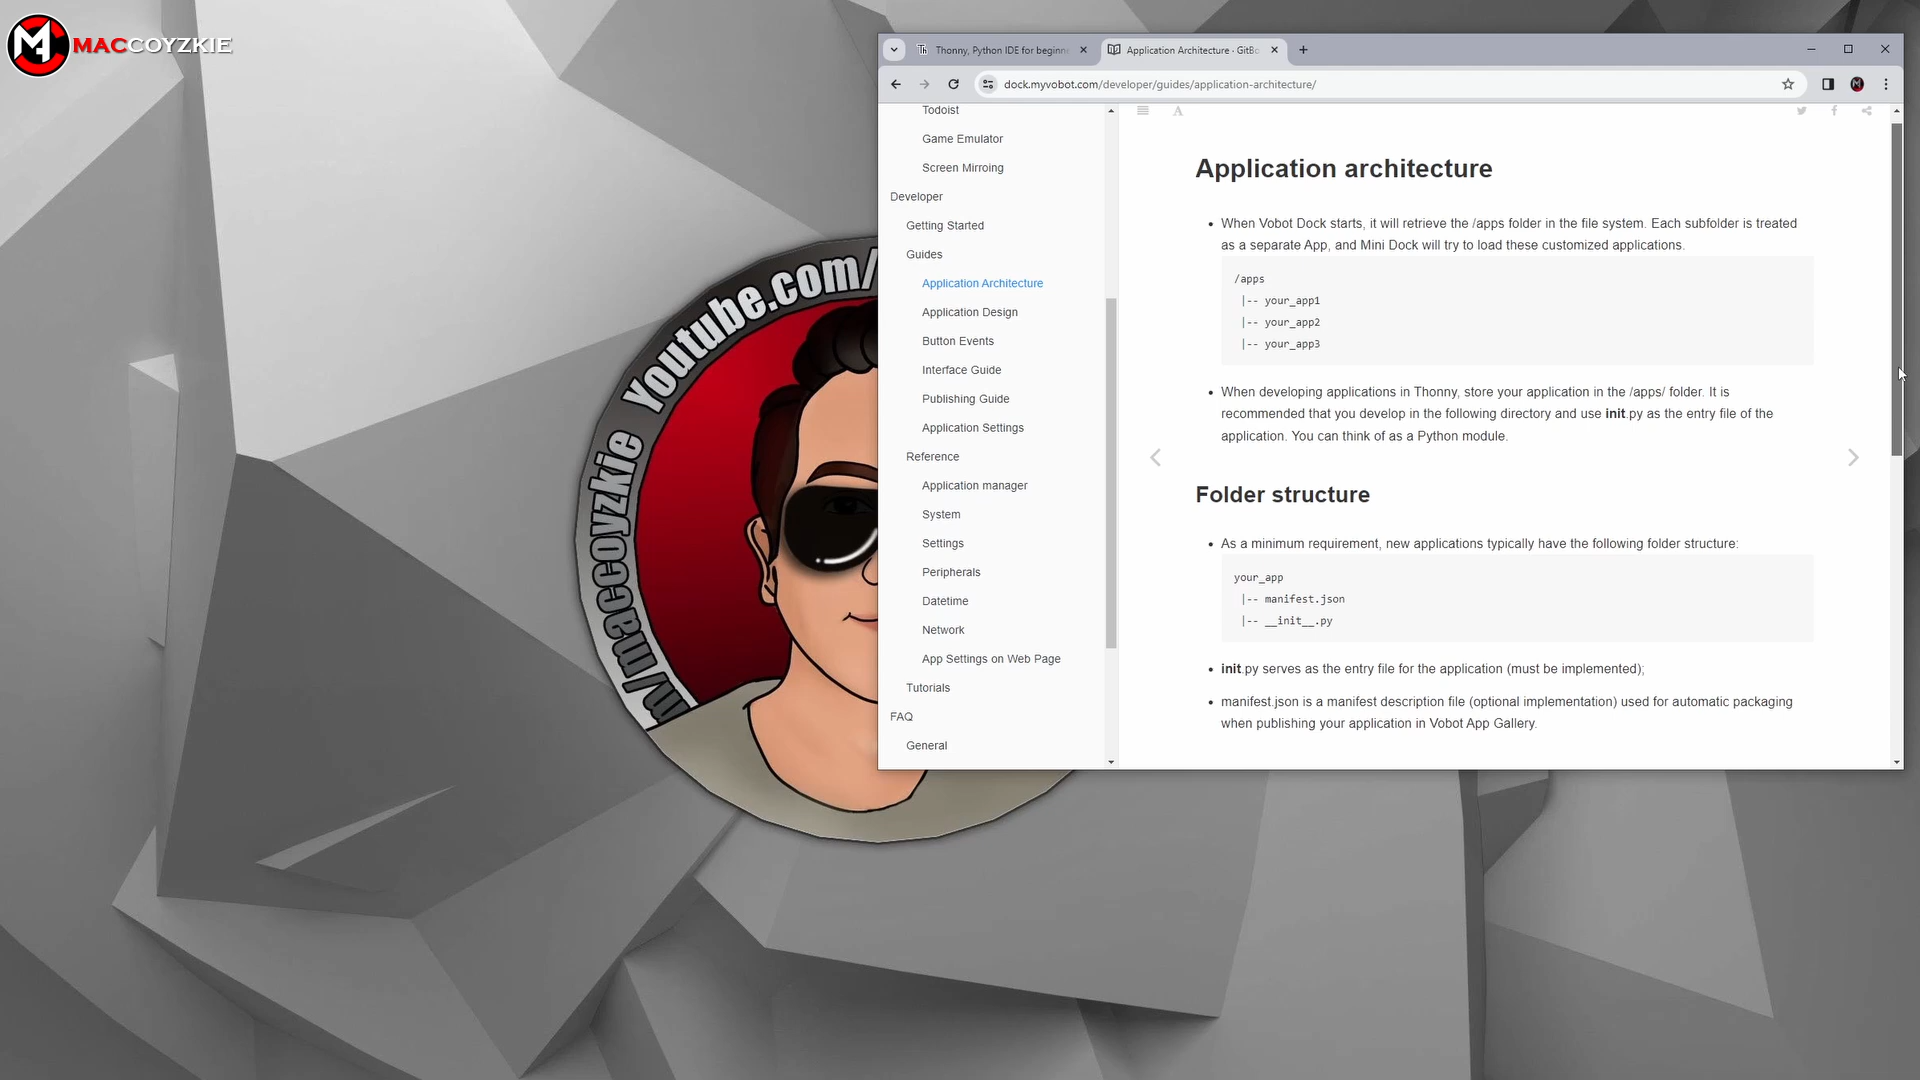 MACCOYZKIE
Youtube.com/
w/maccoyzkie
Thonny, Python IDE for beginn
Application Architecture · GitBo
dock.myvobot.com/developer/guides/application-architecture/
Todoist
Game Emulator
Screen Mirroing
Developer
Getting Started
Guides
Application Architecture
Application Design
Button Events
Interface Guide
Publishing Guide
Application Settings
Reference
Application manager
System
Settings
Peripherals
Datetime
Network
App Settings on Web Page
Tutorials
FAQ
General
A
Application architecture
• When Vobot Dock starts, it will retrieve the /apps folder in the file system. Each subfolder is treated
as a separate App, and Mini Dock will try to load these customized applications.
/apps
|-- your_app1
|-- your_app2
|-- your_app3
• When developing applications in Thonny, store your application in the /apps/ folder. It is
recommended that you develop in the following directory and use init.py as the entry file of the
application. You can think of as a Python module.
Folder structure
• As a minimum requirement, new applications typically have the following folder structure:
your_app
|-- manifest.json
|-- __init__.py
• init.py serves as the entry file for the application (must be implemented);
• manifest.json is a manifest description file (optional implementation) used for automatic packaging
when publishing your application in Vobot App Gallery.